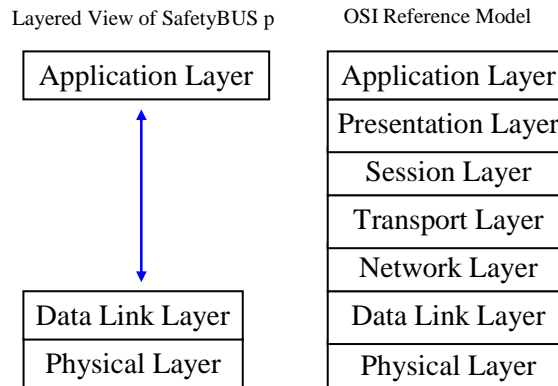 Layered View of SafetyBUS p
Application Layer
Data Link Layer
Physical Layer
OSI Reference Model
Application Layer
Presentation Layer
Session Layer
Transport Layer
Network Layer
Data Link Layer
Physical Layer